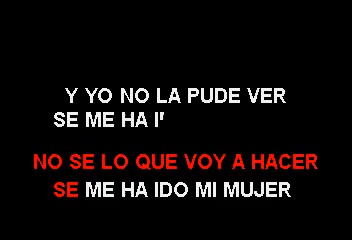 Y YO NO LA PUDE VER
SE ME HA I'
NO SE LO QUE VOY A HACER
SE ME HA IDO MI MUJER